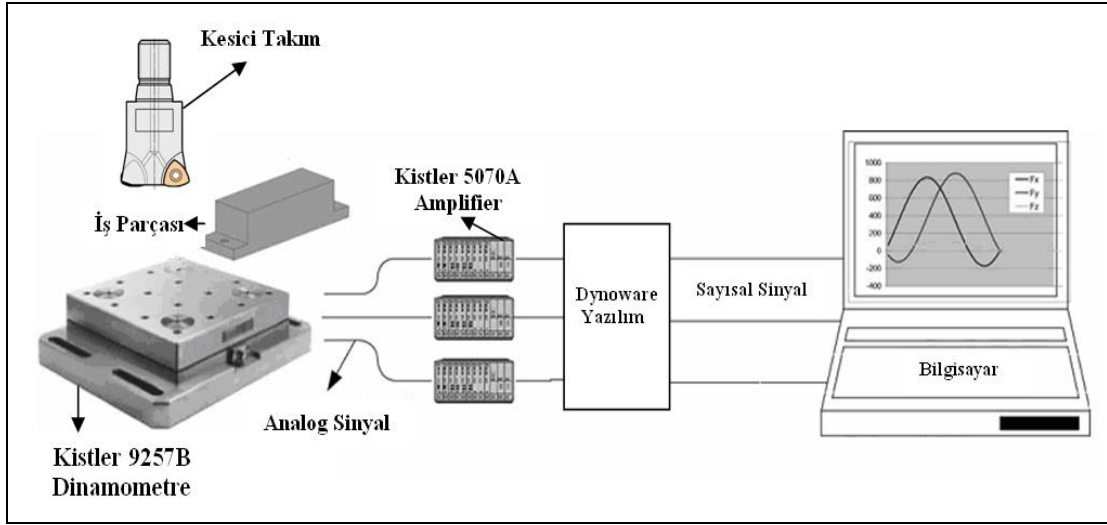 Kesici Takım
İş Parçası
Kistler 5070A
Amplifier
Kistler 9257B
Dinamometre
Analog Sinyal
Dynoware
Yazılım
Sayısal Sinyal
1000
800
600
400
200
0
-200
-400
Fx
Fy
Fz
Bilgisayar